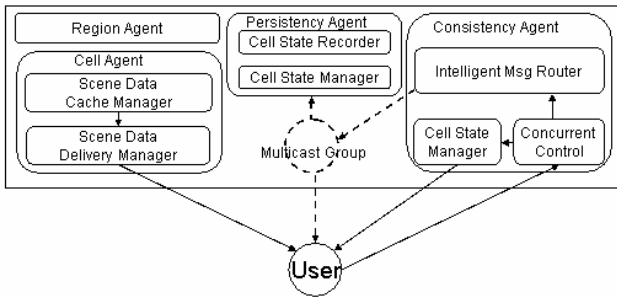 Region Agent
Cell Agent
Scene Data
Cache Manager
Scene Data
Delivery Manager
Persistency Agent
Cell State Recorder
Cell State Manager
Multicast Group
Consistency Agent
Intelligent Msg Router
Cell State
Manager
Concurrent
Control
User